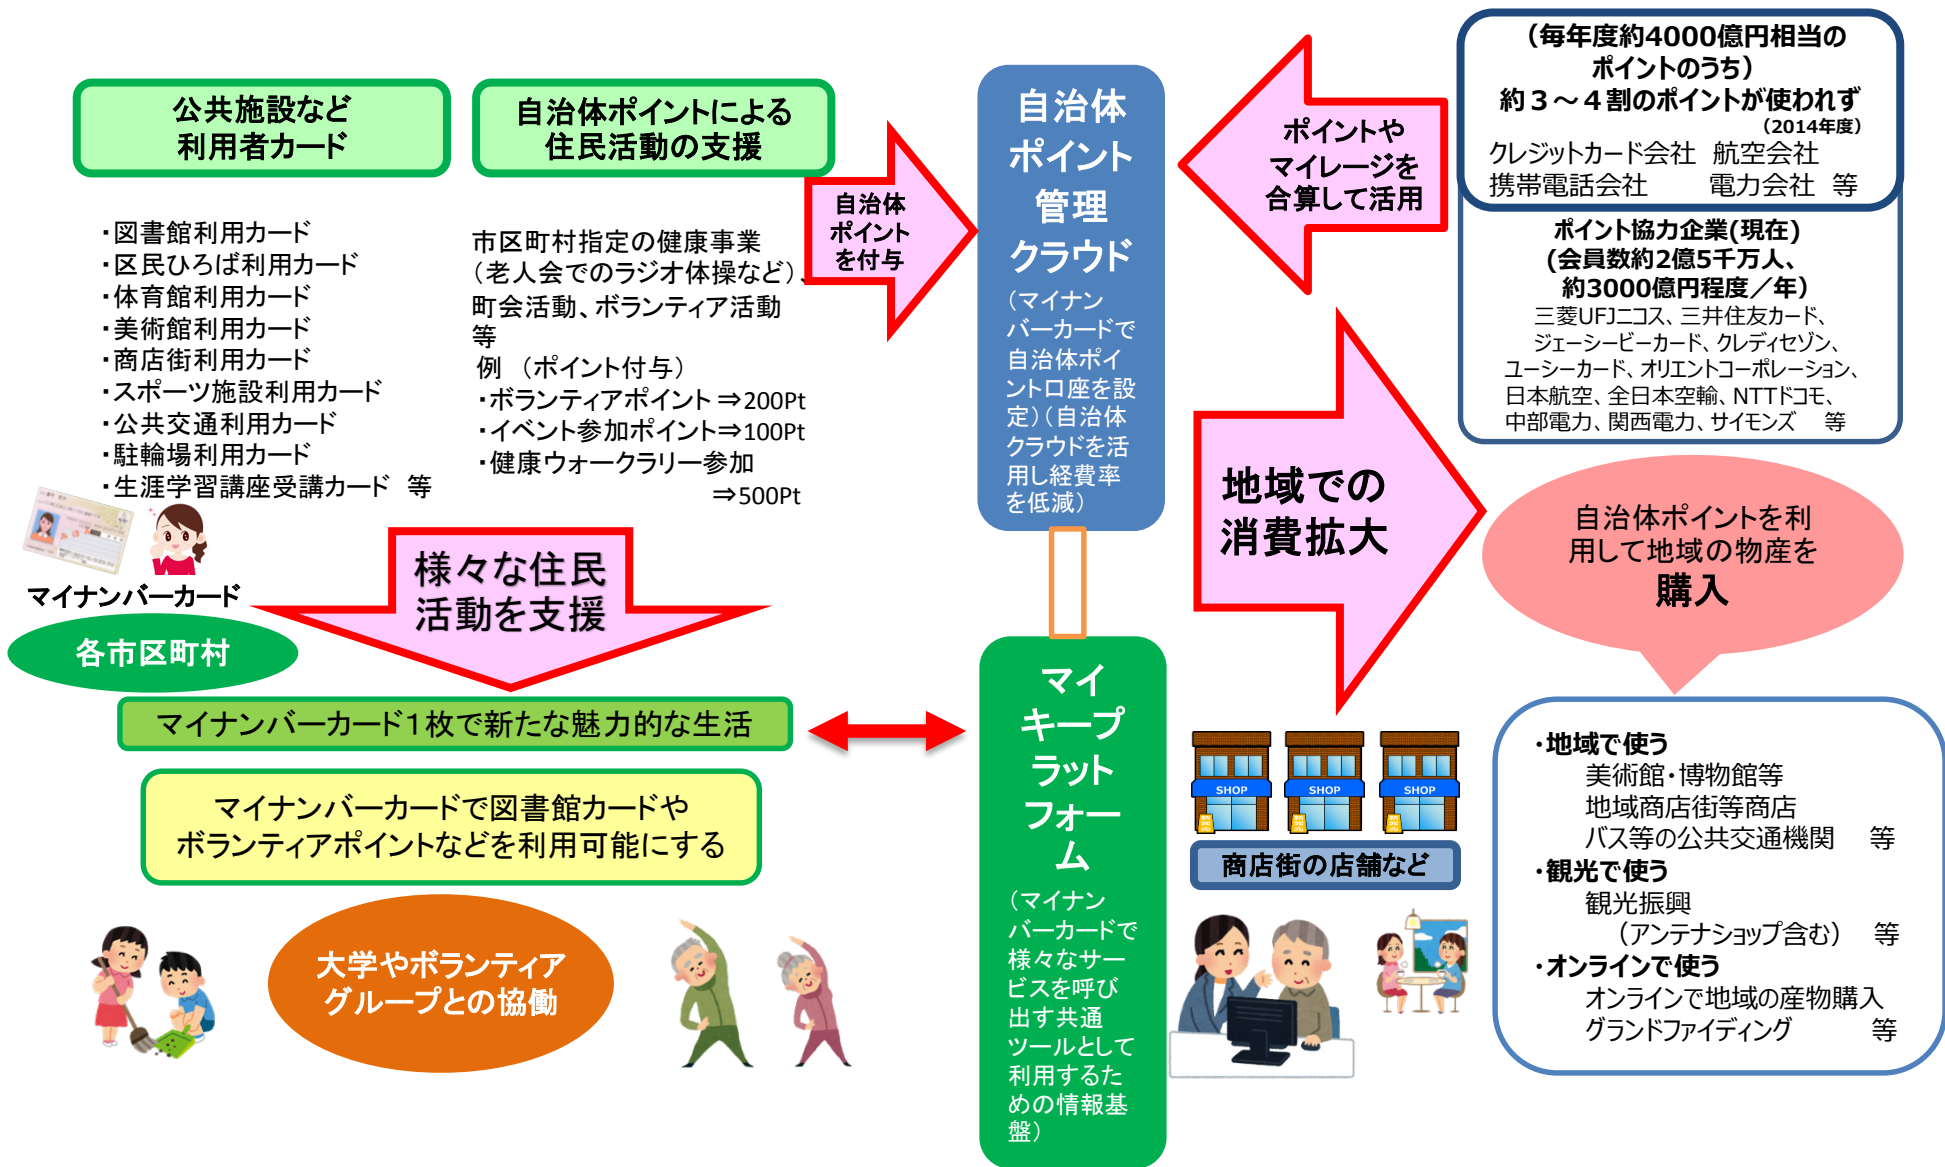 公共施設など
利用者カード
・図書館利用カード
・区民ひろば利用カード
・体育館利用カード
・美術館利用カード
・商店街利用カード
・スポーツ施設利用カード
・公共交通利用カード
・駐輪場利用カード
・生涯学習講座受講カード 等
マイナンバーカード
各市区町村
自治体ポイントによる
住民活動の支援
市区町村指定の健康事業
（老人会でのラジオ体操など）、
町会活動、ボランティア活動
等
例 （ポイント付与）
・ボランティアポイント⇒200Pt
・イベント参加ポイント⇒100Pt
・健康ウォークラリー参加
⇒500Pt
自治体
ポイント
を付与
様々な住民
活動を支援
マイナンバーカード１枚で新たな魅力的な生活
マイナンバーカードで図書館カードや
ボランティアポイントなどを利用可能にする
大学やボランティア
グループとの協働
自治体
ポイント
管理
クラウド
（マイナン
バーカードで
自治体ポイ
ント口座を設
定）（自治体
クラウドを活
用し経費率
を低減）
マイ
キープ
ラット
フォー
ム
（マイナン
バーカードで
様々なサー
ビスを呼び
出す共通
ツールとして
利用するた
めの情報基
盤）
ポイントや
マイレージを
合算して活用
（毎年度約4000億円相当の
ポイントのうち）
約３～４割のポイントが使われず
（2014年度）
クレジットカード会社 航空会社
携帯電話会社 電力会社 等
ポイント協力企業(現在)
(会員数約2億5千万人、
約3000億円程度／年)
三菱UFJニコス、三井住友カード、
ジェーシービーカード、クレディセゾン、
ユーシーカード、オリエントコーポレーション、
日本航空、全日本空輸、NTTドコモ、
中部電力、関西電力、サイモンズ 等
地域での
消費拡大
自治体ポイントを利
用して地域の物産を
購入
SHOP
SHOP
SHOP
商店街の店舗など
・地域で使う
美術館・博物館等
地域商店街等商店
バス等の公共交通機関 等
・観光で使う
観光振興
（アンテナショップ含む） 等
・オンラインで使う
オンラインで地域の産物購入
グランドファイディング 等